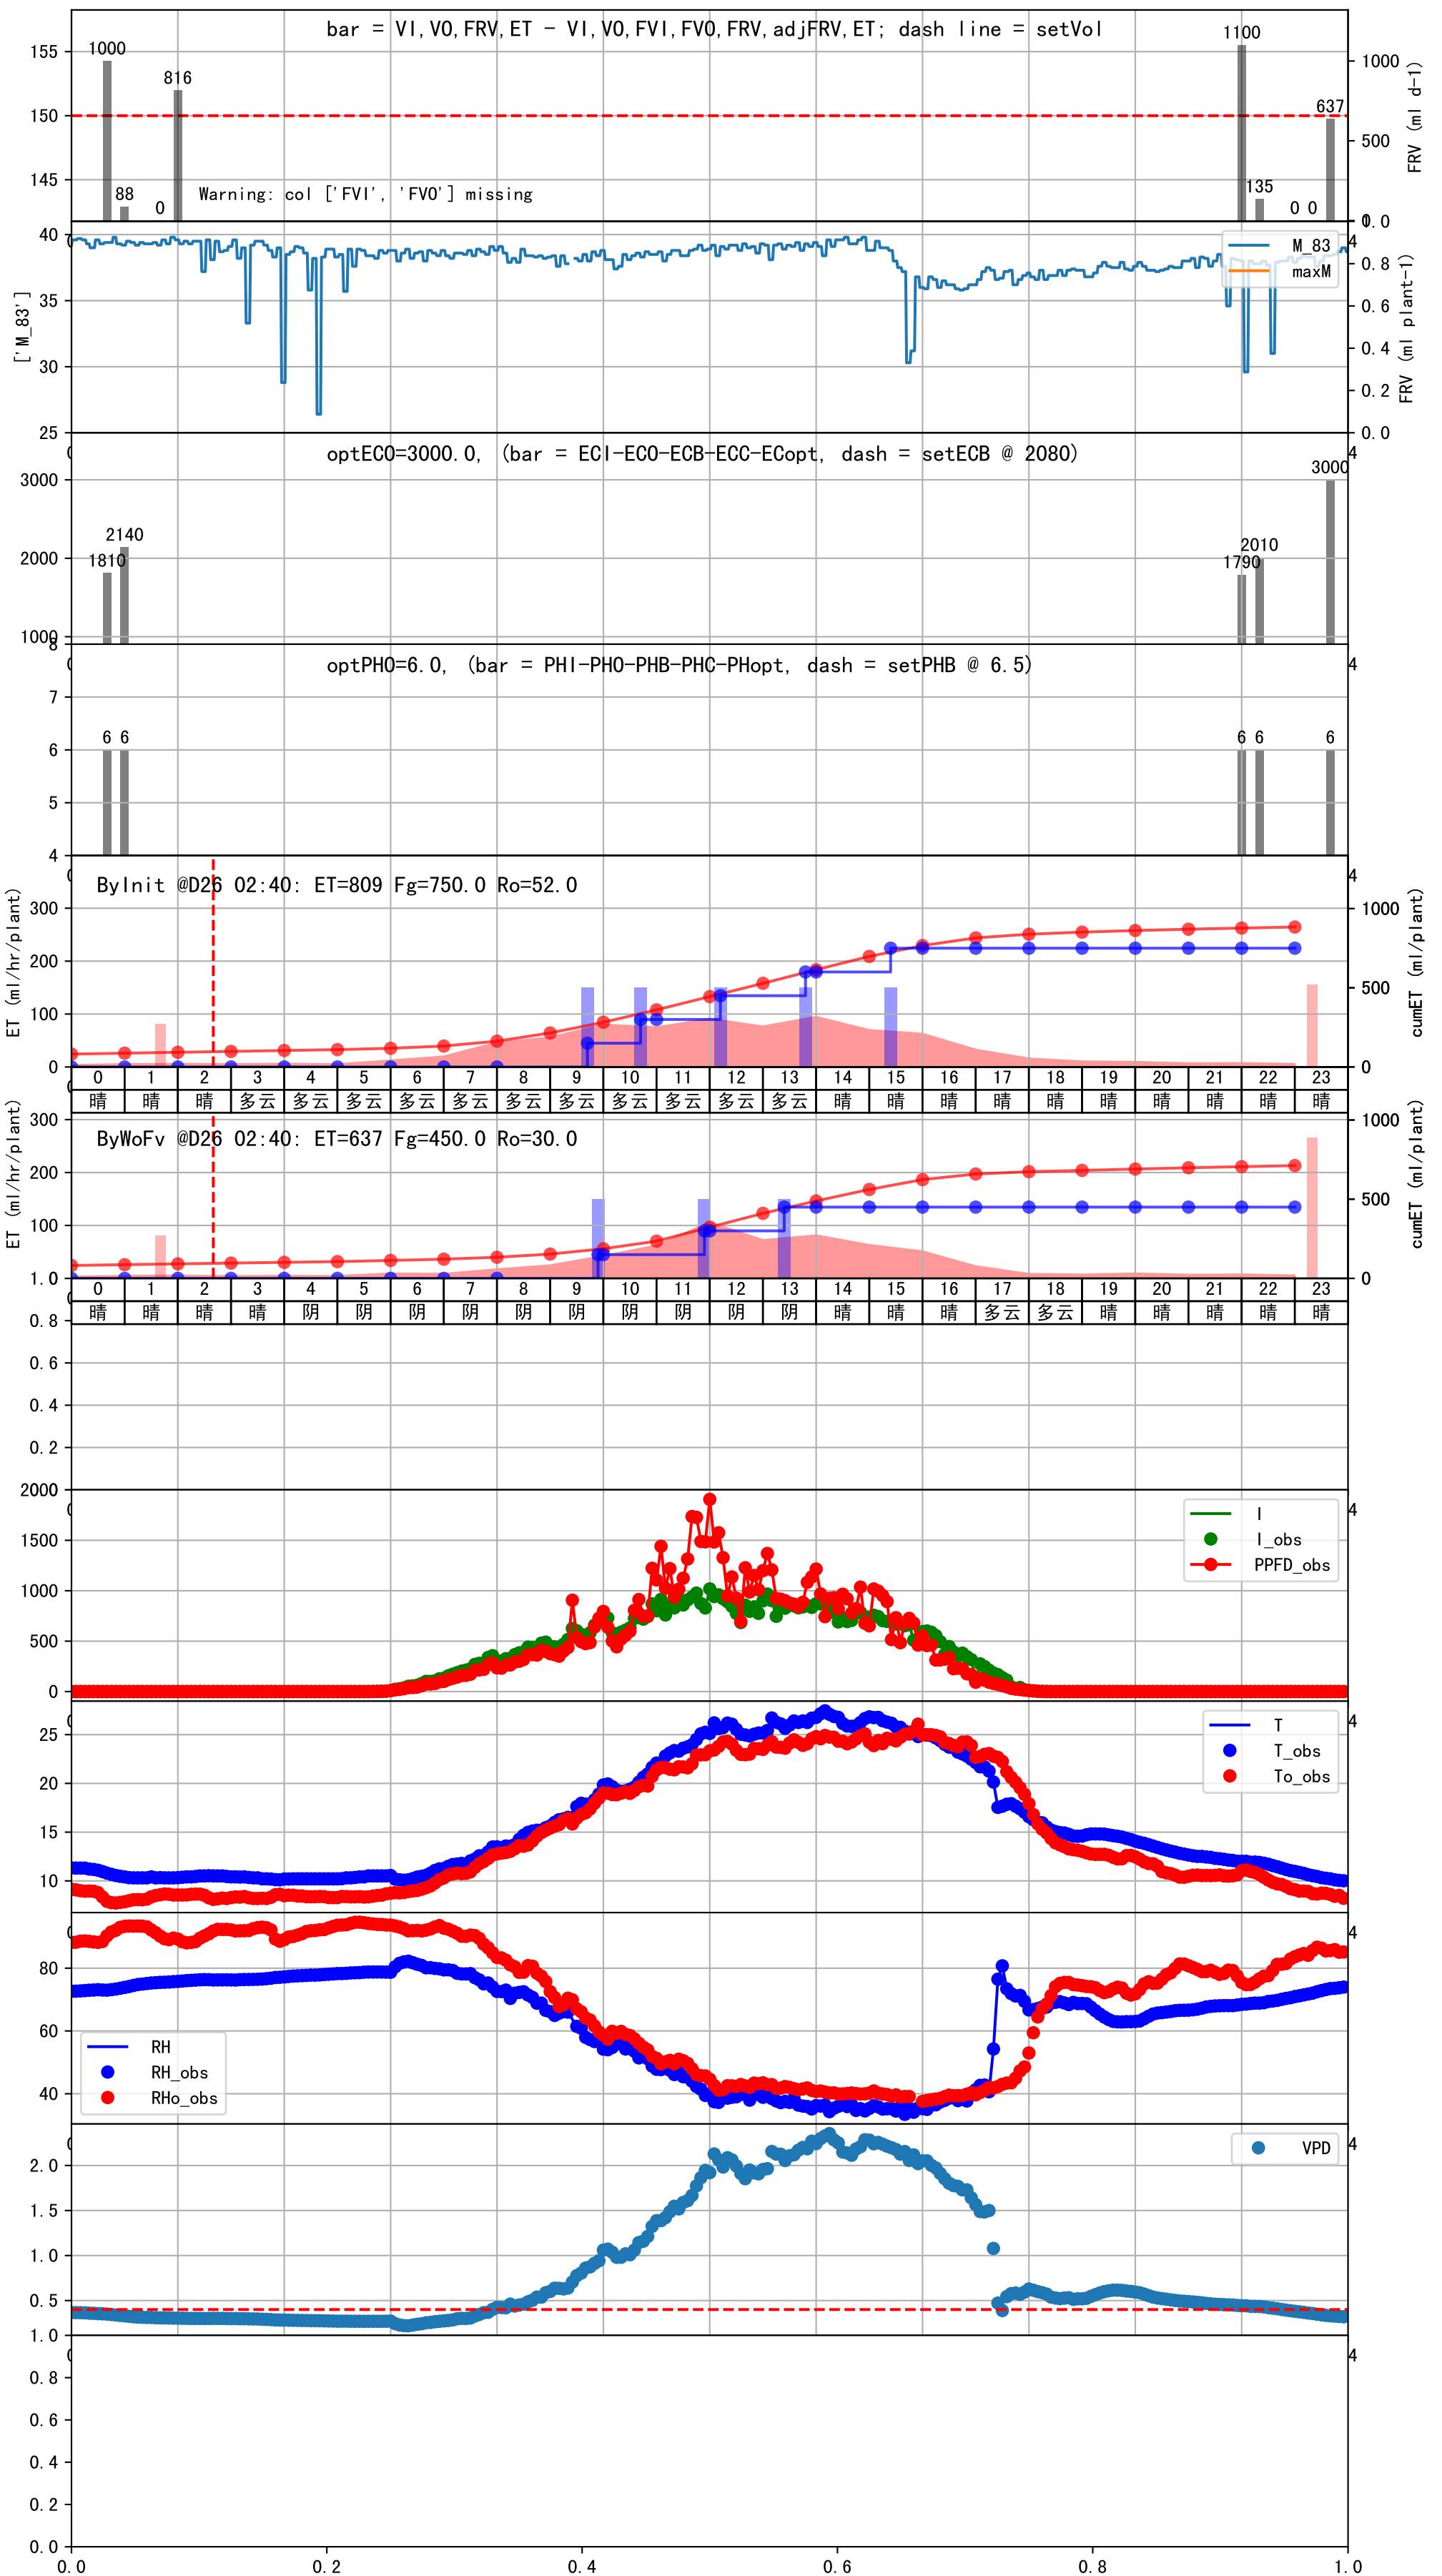 bar = VI,VO,FRV,ET - VI,VO,FVI,FVO,FRV,adjFRV,ET; dash line = setVol
1000 88 0 816 1100 135 0 0 637
Warning: col ['FVI', 'FVO'] missing
155 150 145
1000 500 0.0
FRV (ml d-1)
M_83
maxM
['M_83']
40 35 30 25
0.8 0.6 0.4 0.2 0.0
FRV (ml plant-1)
optECO=3000.0, (bar = ECI-ECO-ECB-ECC-ECopt, dash = setECB @ 2080)
3000 2000 1000
1810 2140 1790 2010 3000
optPHO=6.0, (bar = PHI-PHO-PHB-PHC-PHopt, dash = setPHB @ 6.5)
8 7 6 5 4
6 6 6 6 6
ByInit @D26 02:40: ET=809 Fg=750.0 Ro=52.0
ET (ml/hr/plant)
300 200 100 0
1000 500 0
cumET (ml/plant)
0 1 2 3 4 5 6 7 8 9 10 11 12 13 14 15 16 17 18 19 20 21 22 23
晴 晴 晴 多云 多云 多云 多云 多云 多云 多云 多云 多云 多云 多云 晴 晴 晴 晴 晴 晴 晴 晴 晴 晴
ByWoFv @D26 02:40: ET=637 Fg=450.0 Ro=30.0
ET (ml/hr/plant)
300 200 100
1000 500 0
cumET (ml/plant)
0 1 2 3 4 5 6 7 8 9 10 11 12 13 14 15 16 17 18 19 20 21 22 23
晴 晴 晴 晴 阴 阴 阴 阴 阴 阴 阴 阴 阴 阴 晴 晴 晴 多云 多云 晴 晴 晴 晴 晴
1.0 0.8 0.6 0.4 0.2
2000 1500 1000 500 0
I
I_obs
PPFD_obs
25 20 15 10
T
T_obs
To_obs
80 60 40
RH
RH_obs
RHo_obs
2.0 1.5 1.0 0.5
VPD
1.0 0.8 0.6 0.4 0.2 0.0
0.0 0.2 0.4 0.6 0.8 1.0